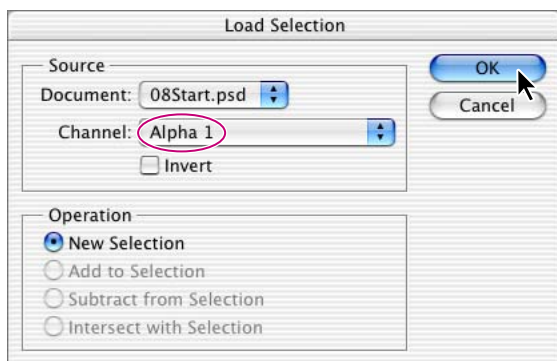 Load Selection
Source
Document: 08Start.psd
Channel: Alpha 1
Invert
OK
Cancel
Operation
New Selection
Add to Selection
Subtract from Selection
Intersect with Selection